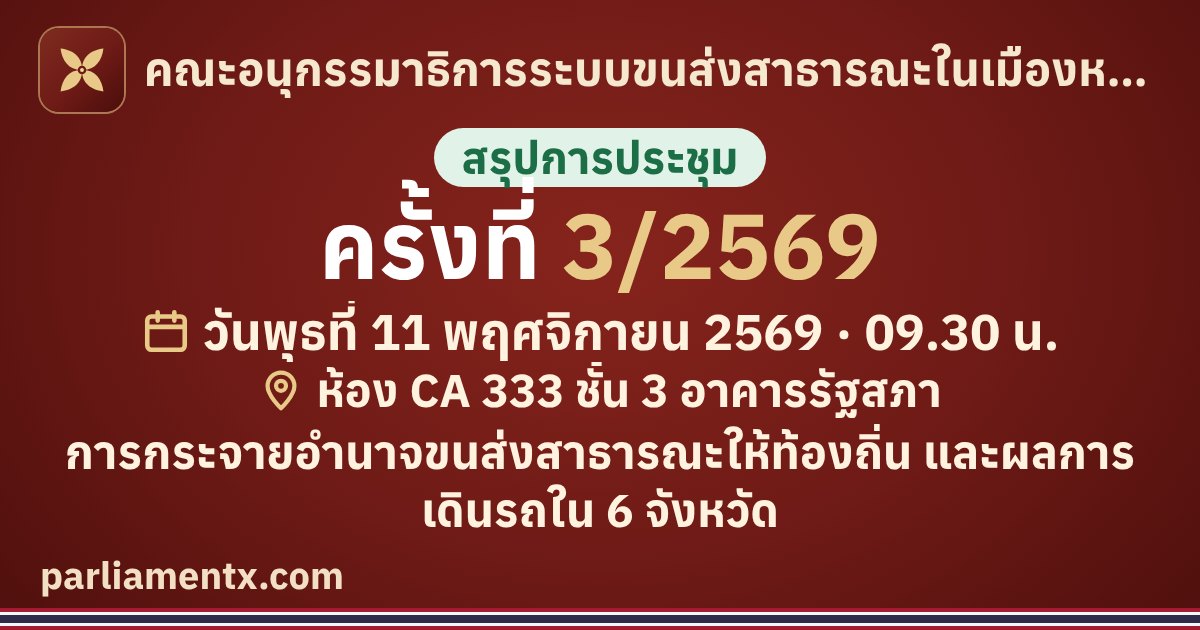 คณะอนุกรรมาธิการระบบขนส่งสาธารณะในเมืองห...
สรุปการประชุม
ครั้งที่ 3/2569
วันพุธที่ 11 พฤศจิกายน 2569 · 09.30 น.
ห้อง CA 333 ชั้น 3 อาคารรัฐสภา
การกระจายอำนาจขนส่งสาธารณะให้ท้องถิ่น และผลการ
เดินรถใน 6 จังหวัด
parliamentx.com